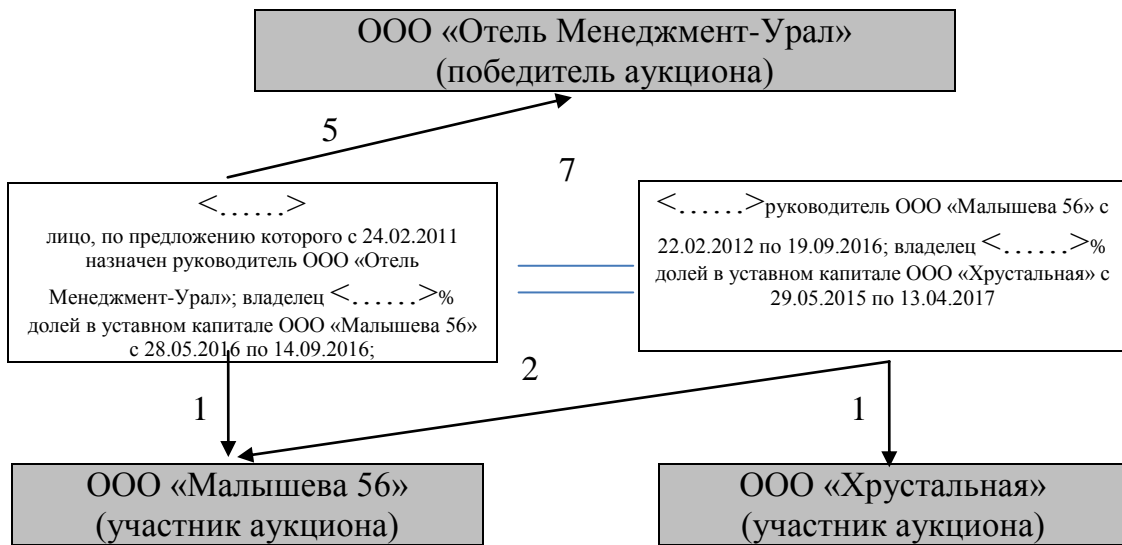 ООО «Отель Менеджмент-Урал»
(победитель аукциона)
5
7
<......>
лицо, по предложению которого с 24.02.2011
назначен руководитель ООО «Отель
Менеджмент-Урал»; владелец <......>%
долей в уставном капитале ООО «Малышева 56»
с 28.05.2016 по 14.09.2016;
<......>руководитель ООО «Малышева 56» с
22.02.2012 по 19.09.2016; владелец <......>%
долей в уставном капитале ООО «Хрустальная» с
29.05.2015 по 13.04.2017
2
1
1
ООО «Малышева 56»
(участник аукциона)
ООО «Хрустальная»
(участник аукциона)